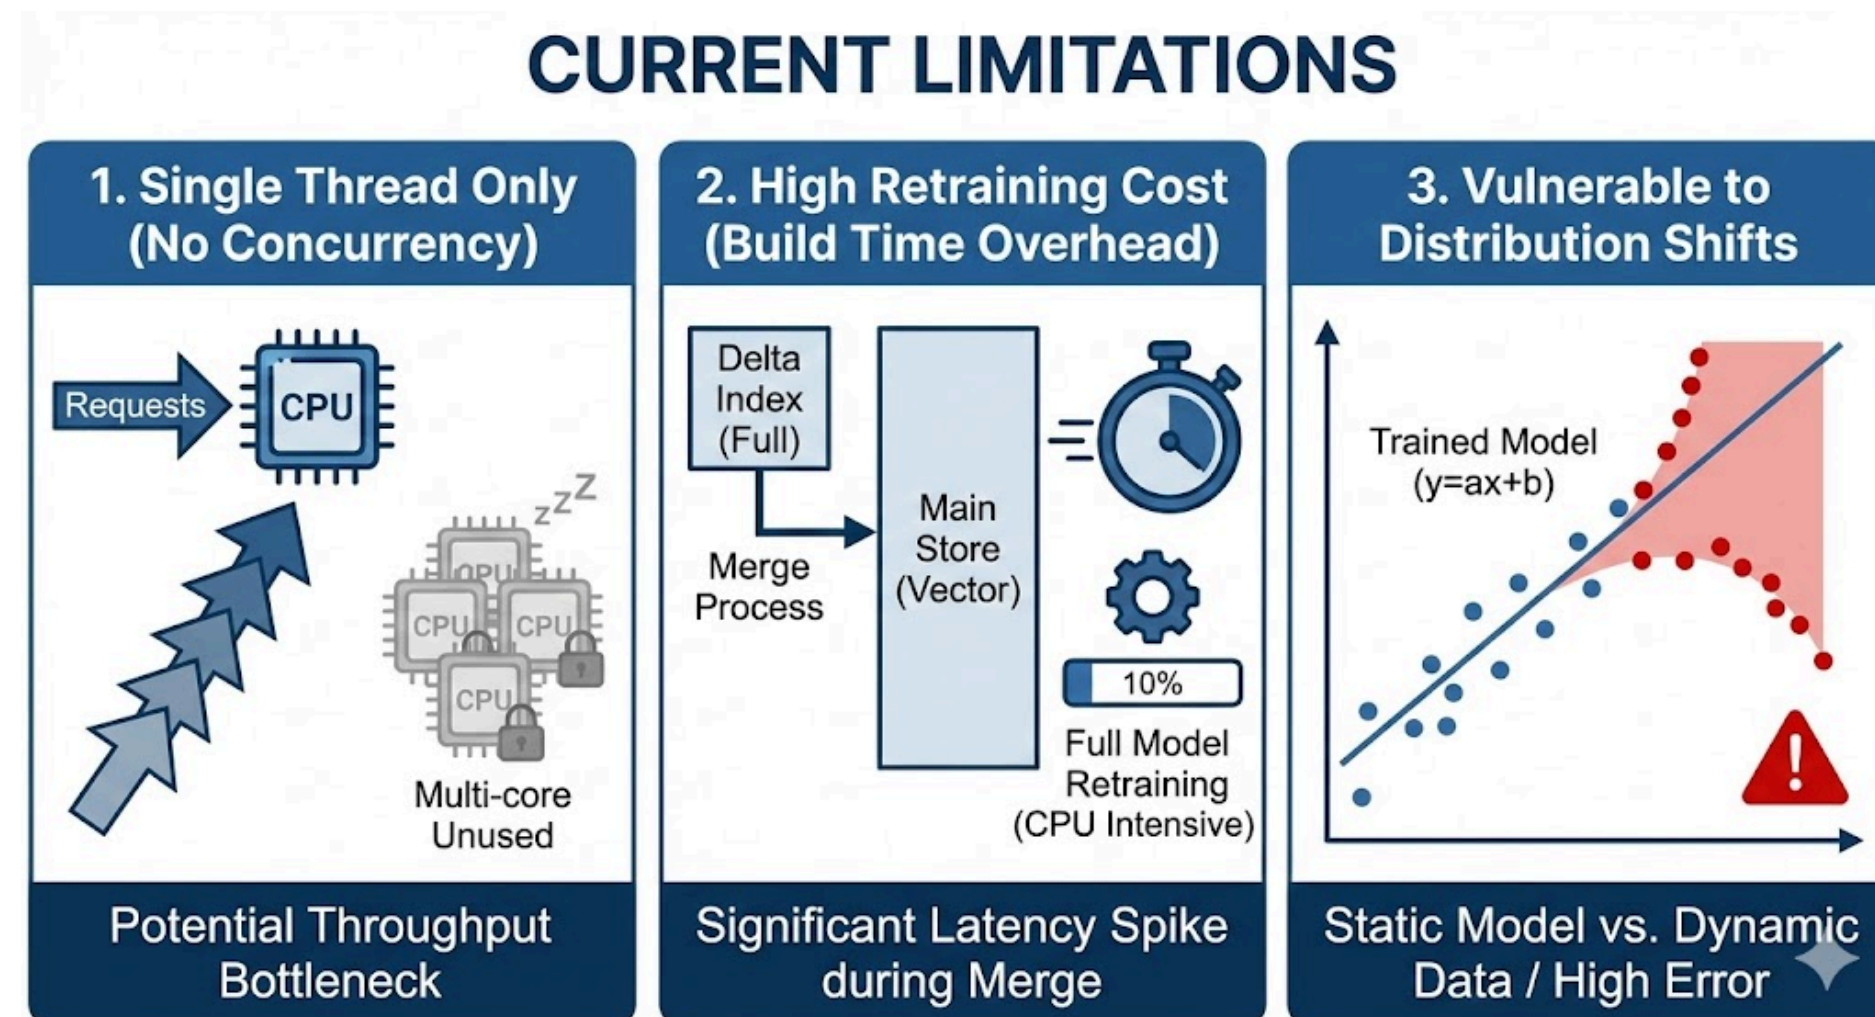 CURRENT LIMITATIONS
1. Single Thread Only
(No Concurrency)
Requests
CPU
zZZ
CPU
CPU
CPU
CPU
Multi-core
Unused
Potential Throughput
Bottleneck
2. High Retraining Cost
(Build Time Overhead)
Delta
Index
(Full)
Merge
Process
Main
Store
(Vector)
10%
Full Model
Retraining
(CPU Intensive)
Significant Latency Spike
during Merge
3. Vulnerable to
Distribution Shifts
Trained Model
(y=ax+b)
!
Static Model vs. Dynamic
Data / High Error